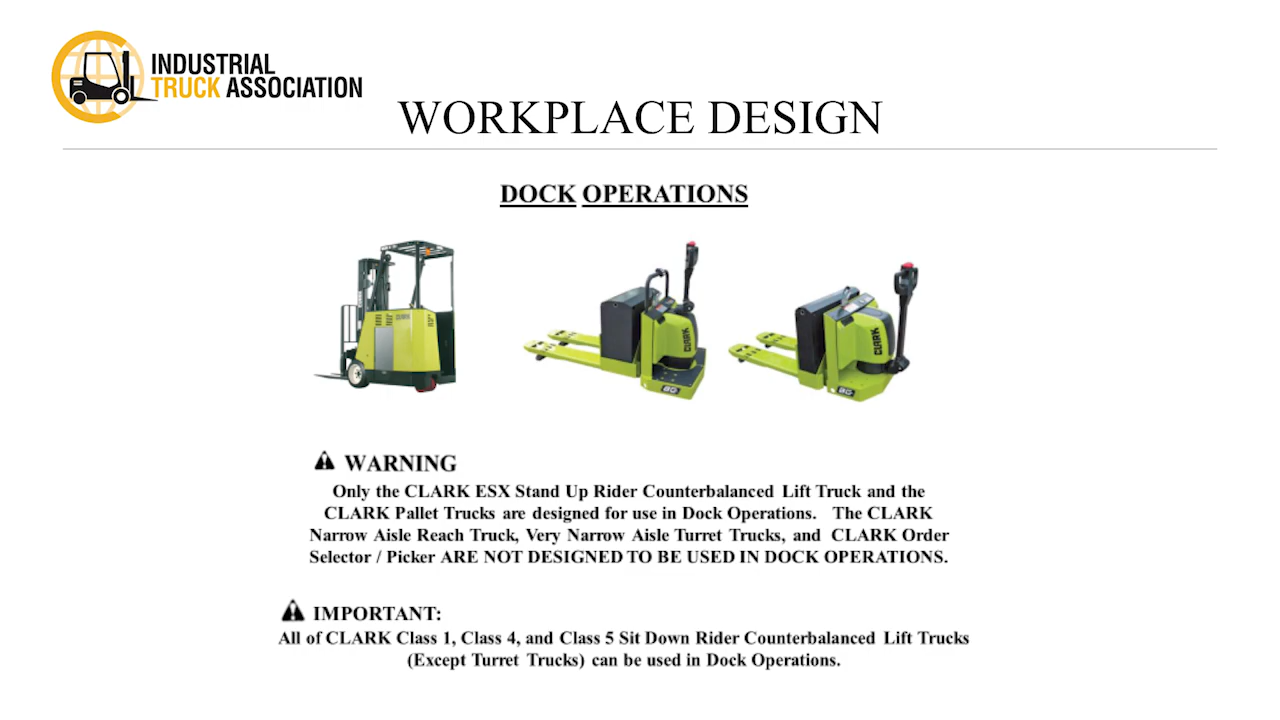 INDUSTRIAL
TRUCK ASSOCIATION
WORKPLACE DESIGN
DOCK OPERATIONS
CLARK
CLARK
WARNING
Only the CLARK ESX Stand Up Rider Counterbalanced Lift Truck and the
CLARK Pallet Trucks are designed for use in Dock Operations. The CLARK
Narrow Aisle Reach Truck, Very Narrow Aisle Turret Trucks, and CLARK Order
Selector / Picker ARE NOT DESIGNED TO BE USED IN DOCK OPERATIONS.
IMPORTANT:
All of CLARK Class 1, Class 4, and Class 5 Sit Down Rider Counterbalanced Lift Trucks
(Except Turret Trucks) can be used in Dock Operations.